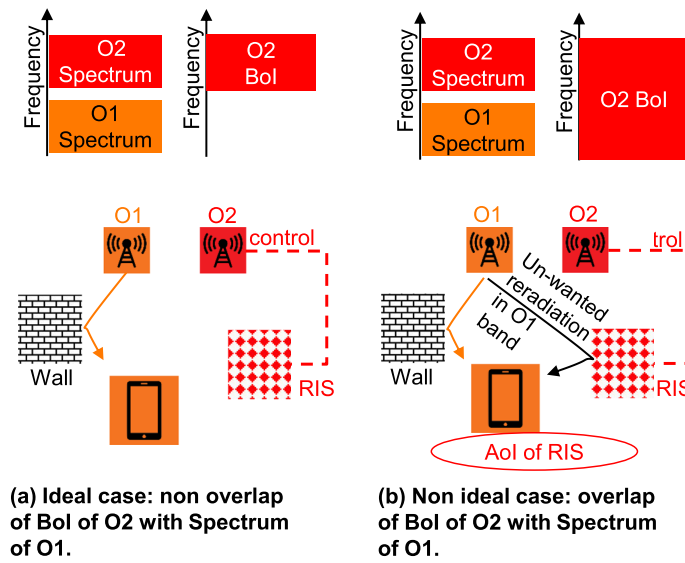 Frequency
O2
Spectrum
O1
Spectrum
Frequency
O2
BoI
O1
O2
control
Wall
RIS
(a) Ideal case: non overlap
of BoI of O2 with Spectrum
of O1.
Frequency
O2
Spectrum
O1
Spectrum
Frequency
O2 BoI
O1
O2
trol
Un-wanted
reradiation
in O1
band
Wall
RIS
AoI of RIS
(b) Non ideal case: overlap
of BoI of O2 with Spectrum
of O1.